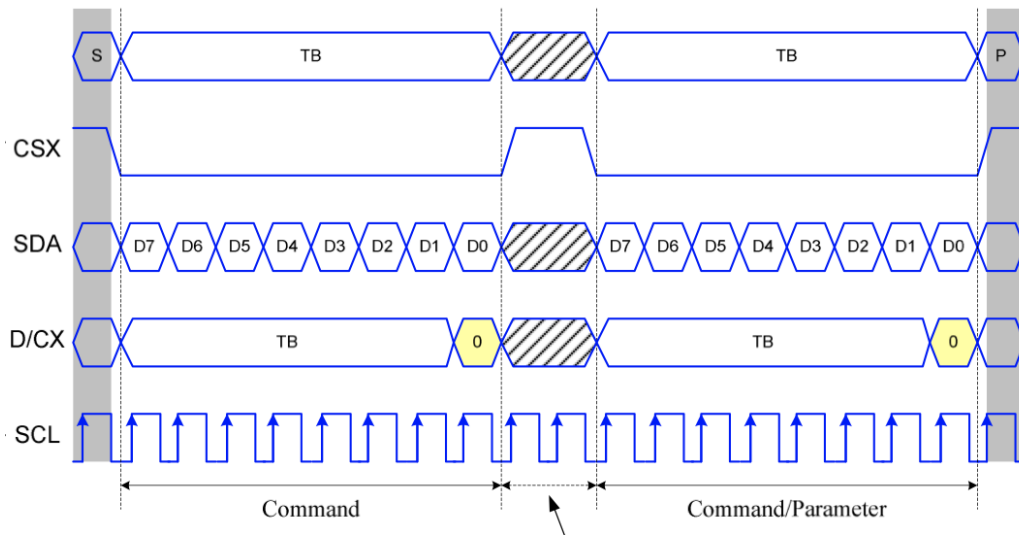 S TB TB P
CSX
SDA D7 D6 D5 D4 D3 D2 D1 D0 D7 D6 D5 D4 D3 D2 D1 D0
D/CX TB 0 TB 0
SCL
Command Command/Parameter